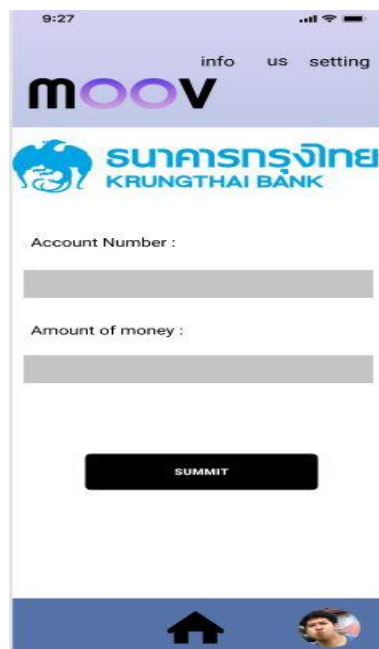 9:27
info us setting
moov
ธนาคารกรุงไทย
KRUNGTHAI BANK
Account Number :
Amount of money :
SUMMIT